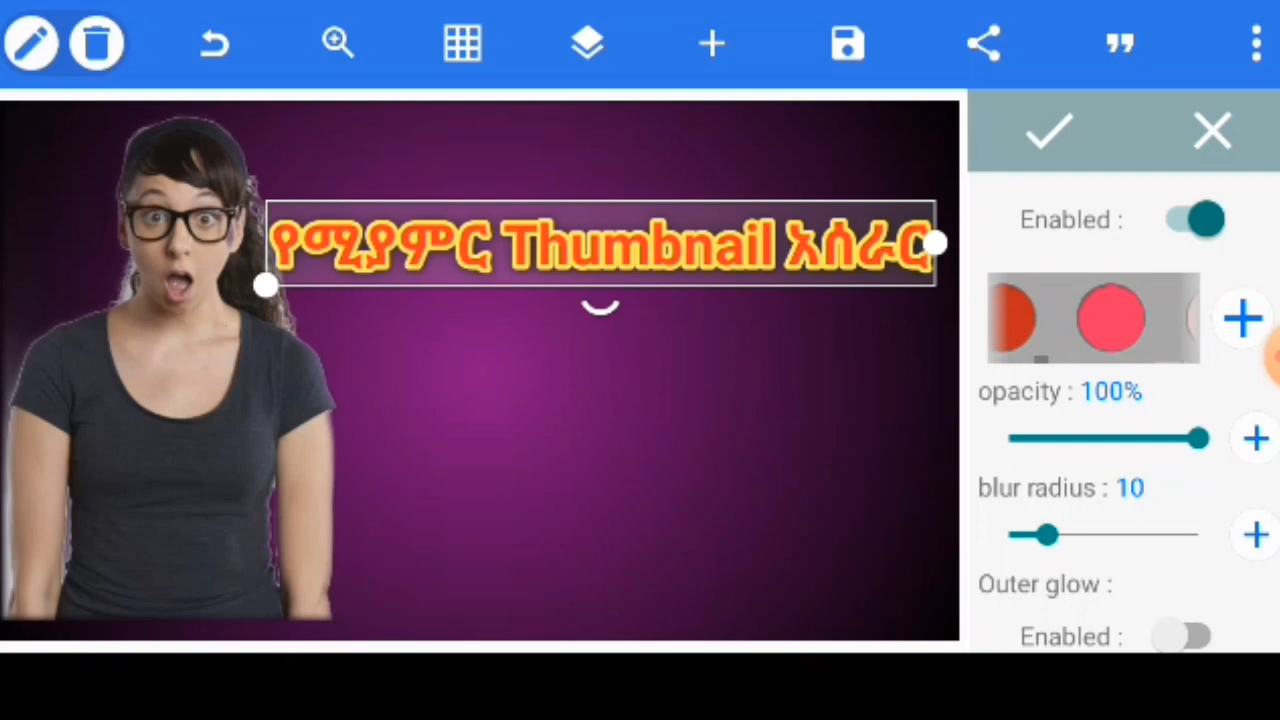 የሚያምር Thumbnail አሰራር
Enabled :
opacity : 100%
blur radius : 10
Outer glow :
Enabled :